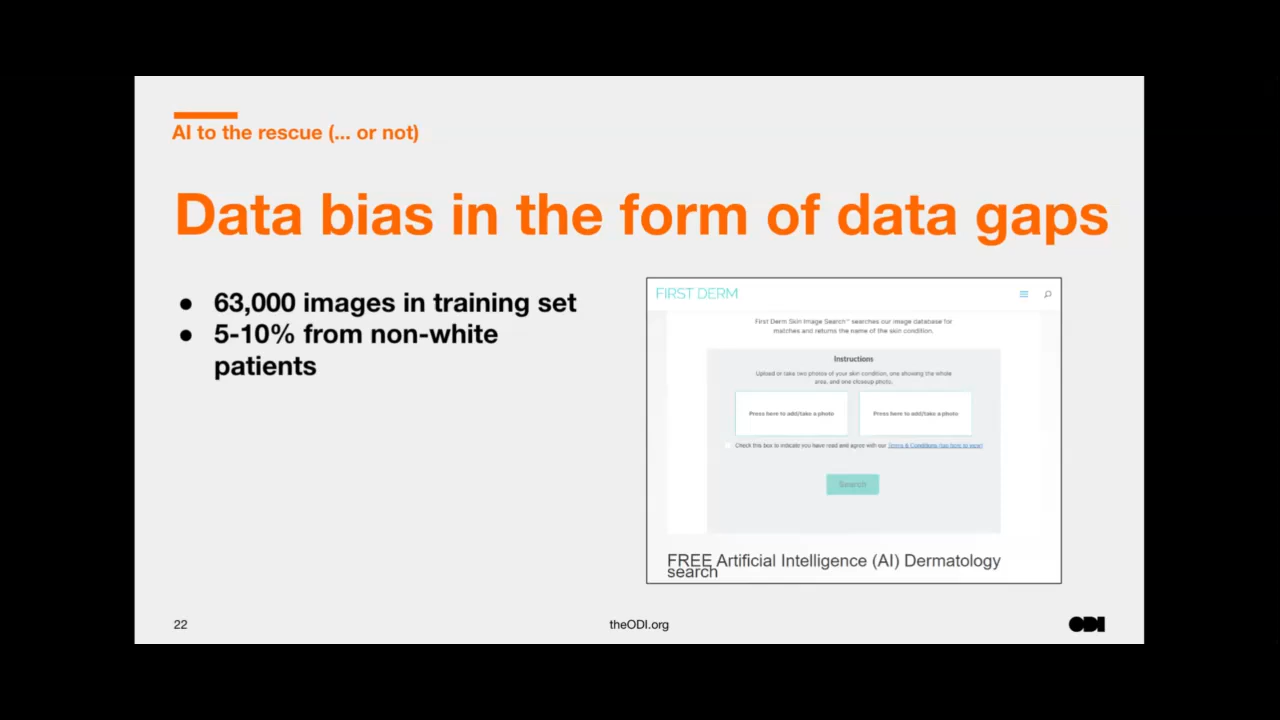 AI to the rescue (... or not)
Data bias in the form of data gaps
● 63,000 images in training set
● 5-10% from non-white
patients
FIRST DERM
First Derm Skin Image Search™ searches our image database for
matches and returns the name of the skin condition.
Instructions
Upload or take two photos of your skin condition, one showing the whole
area, and one closeup photo.
Press here to add/take a photo
Press here to add/take a photo
Check this box to indicate you have read and agree with our Terms & Conditions (tap here to view)
Search
FREE Artificial Intelligence (AI) Dermatology
search
22
theODI.org
ODI